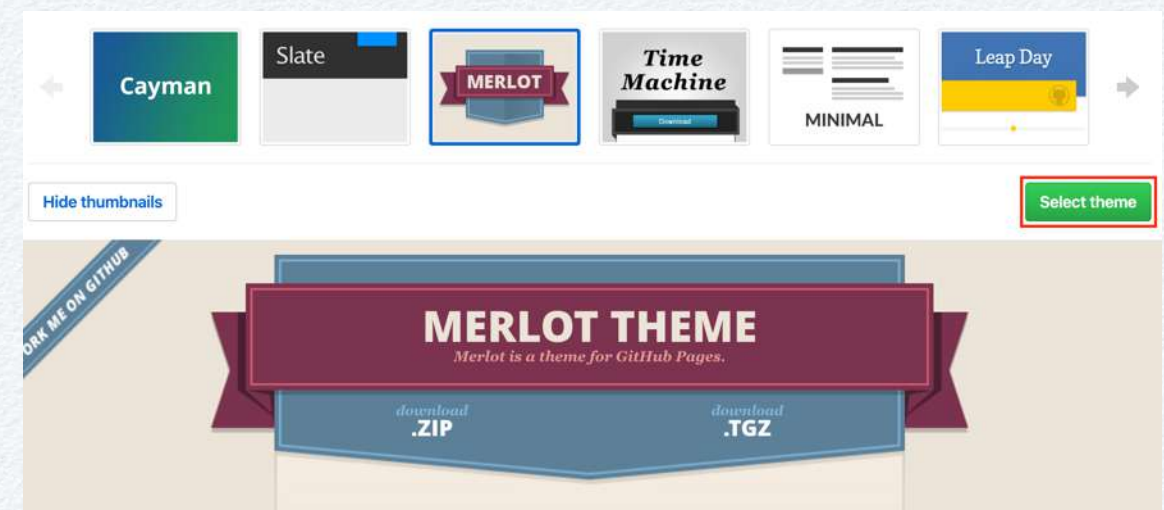 Cayman
Slate
MERLOT
Time
Machine
Download
MINIMAL
Leap Day
Hide thumbnails
Select theme
ORK ME ON GITHUB
MERLOT THEME
Merlot is a theme for GitHub Pages.
download
.ZIP
download
.TGZ